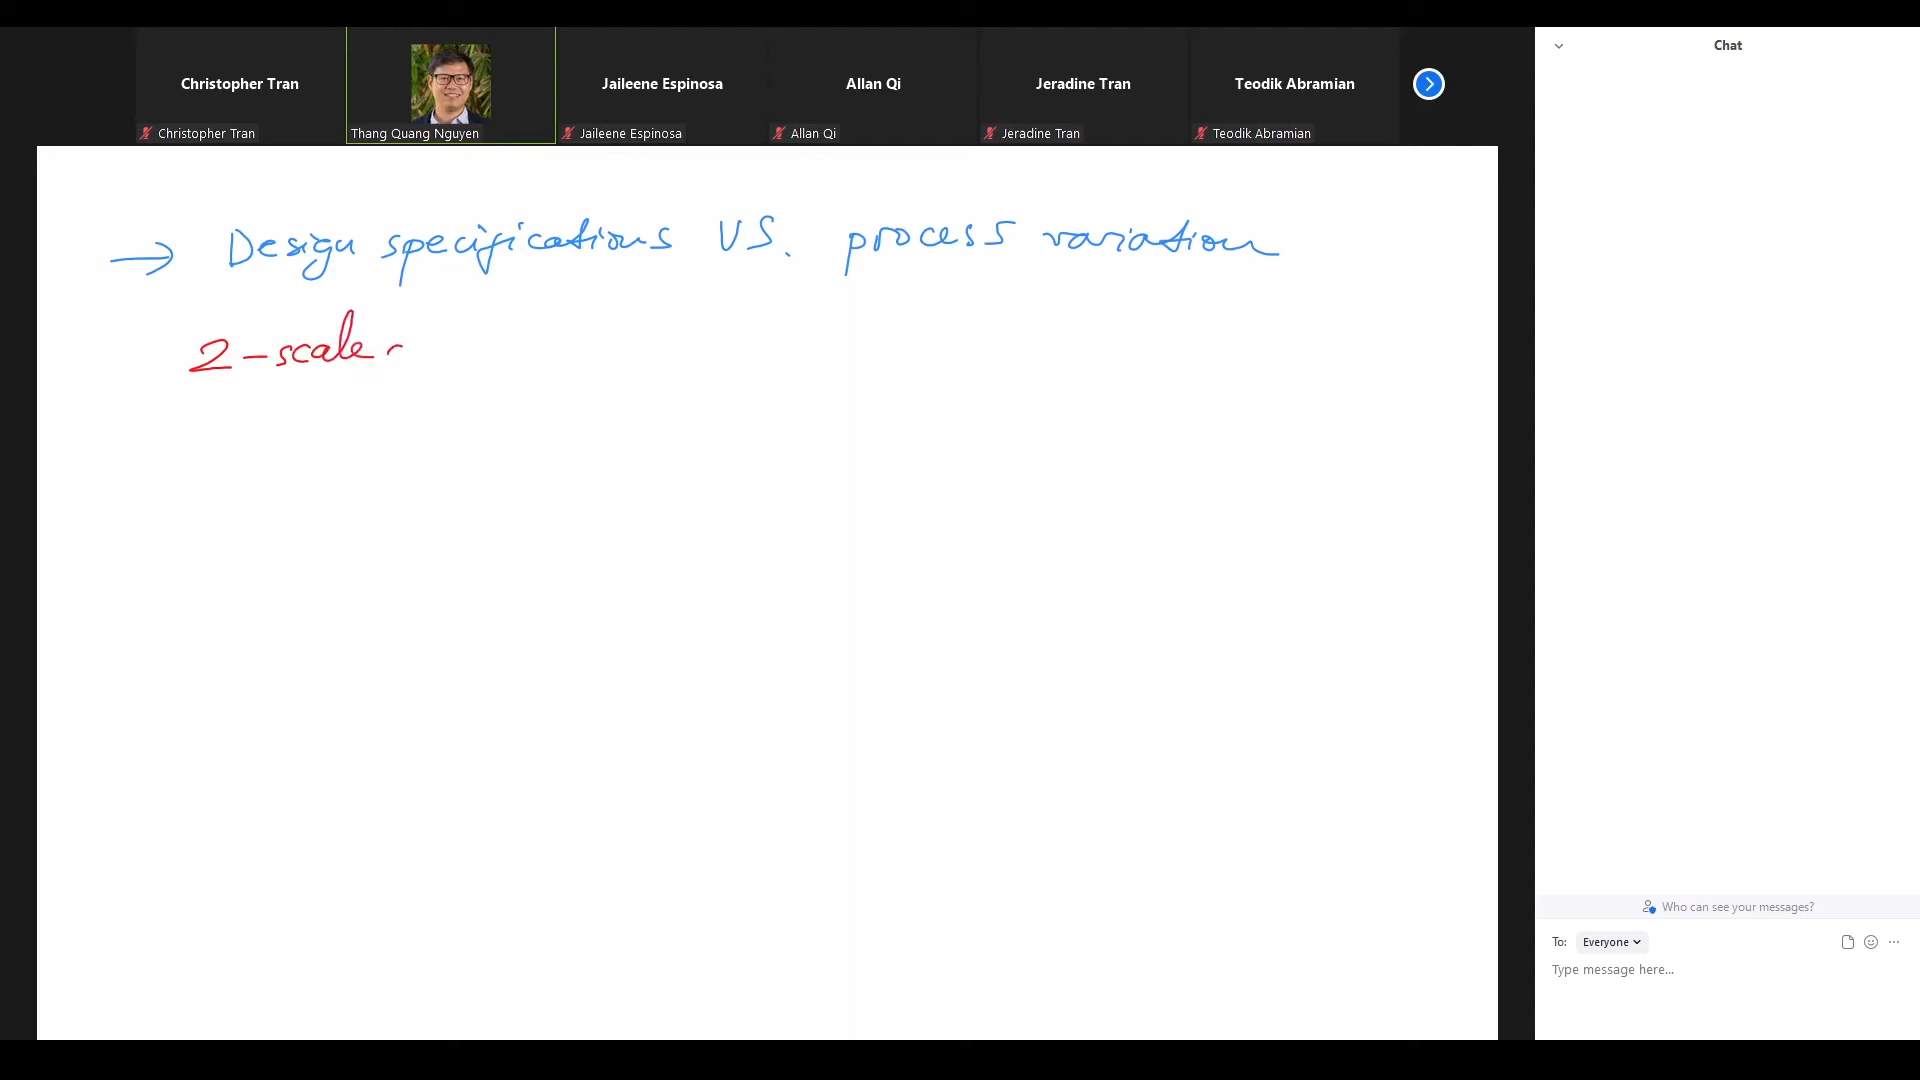 Chat
Christopher Tran
Jaileene Espinosa
Allan Qi
Jeradine Tran
Teodik Abramian
Christopher Tran
Thang Quang Nguyen
Jaileene Espinosa
Allan Qi
Jeradine Tran
Teodik Abramian
→ Design specifications VS. process variation
2-scale
Who can see your messages?
To: Everyone
Type message here...